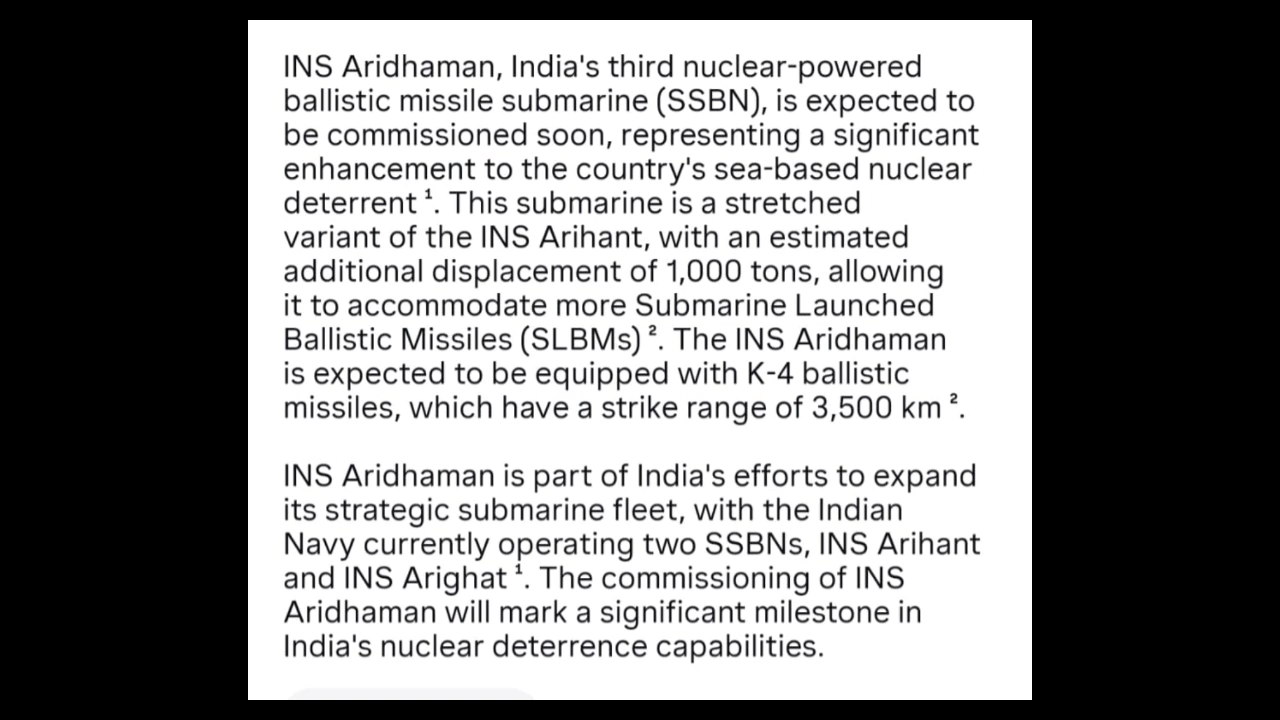 INS Aridhaman, India's third nuclear-powered
ballistic missile submarine (SSBN), is expected to
be commissioned soon, representing a significant
enhancement to the country's sea-based nuclear
deterrent ¹. This submarine is a stretched
variant of the INS Arihant, with an estimated
additional displacement of 1,000 tons, allowing
it to accommodate more Submarine Launched
Ballistic Missiles (SLBMs) ². The INS Aridhaman
is expected to be equipped with K-4 ballistic
missiles, which have a strike range of 3,500 km ².
INS Aridhaman is part of India's efforts to expand
its strategic submarine fleet, with the Indian
Navy currently operating two SSBNs, INS Arihant
and INS Arighat ¹. The commissioning of INS
Aridhaman will mark a significant milestone in
India's nuclear deterrence capabilities.